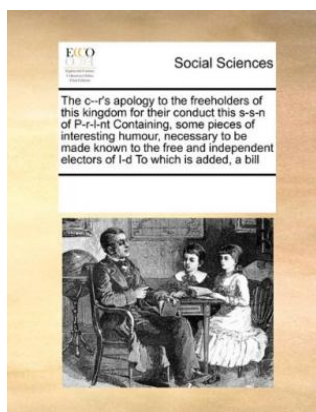 ECCO
Social Sciences
The c--r's apology to the freeholders of
this kingdom for their conduct this s-s-n
of P-r-l-nt Containing, some pieces of
interesting humour, necessary to be
made known to the free and independent
electors of I-d To which is added, a bill